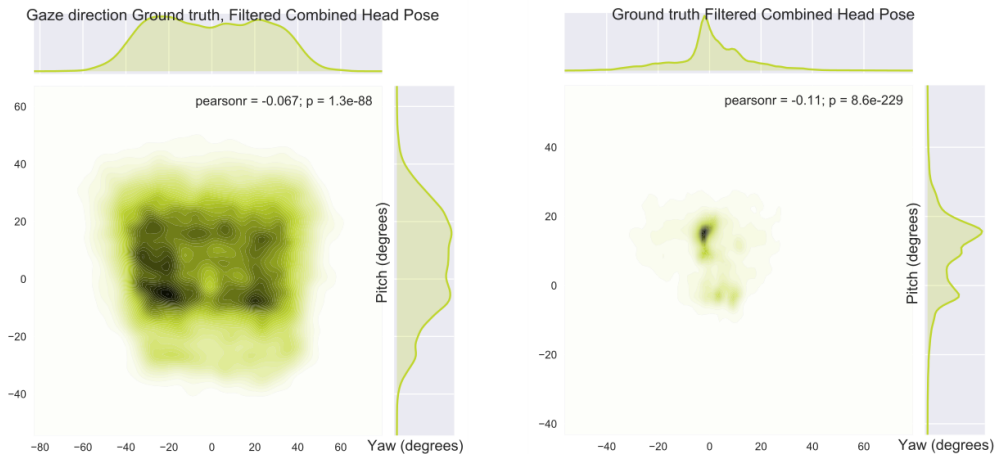 Gaze direction Ground truth, Filtered Combined Head Pose
pearsonr = -0.067; p = 1.3e-88
60
40
20
0
−20
−40
Pitch (degrees)
−80 −60 −40 −20 0 20 40 60
Yaw (degrees)
Ground truth Filtered Combined Head Pose
pearsonr = -0.11; p = 8.6e-229
40
20
0
−20
−40
Pitch (degrees)
−40 −20 0 20 40 60
Yaw (degrees)